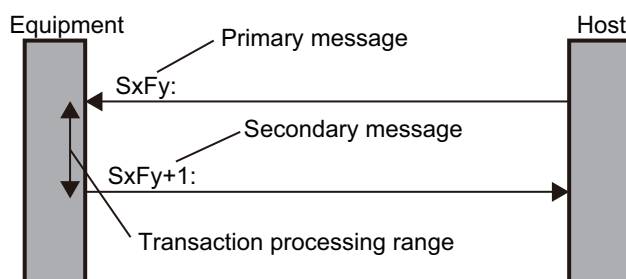 Equipment
Host
Primary message
SxFy:
Secondary message
SxFy+1:
Transaction processing range